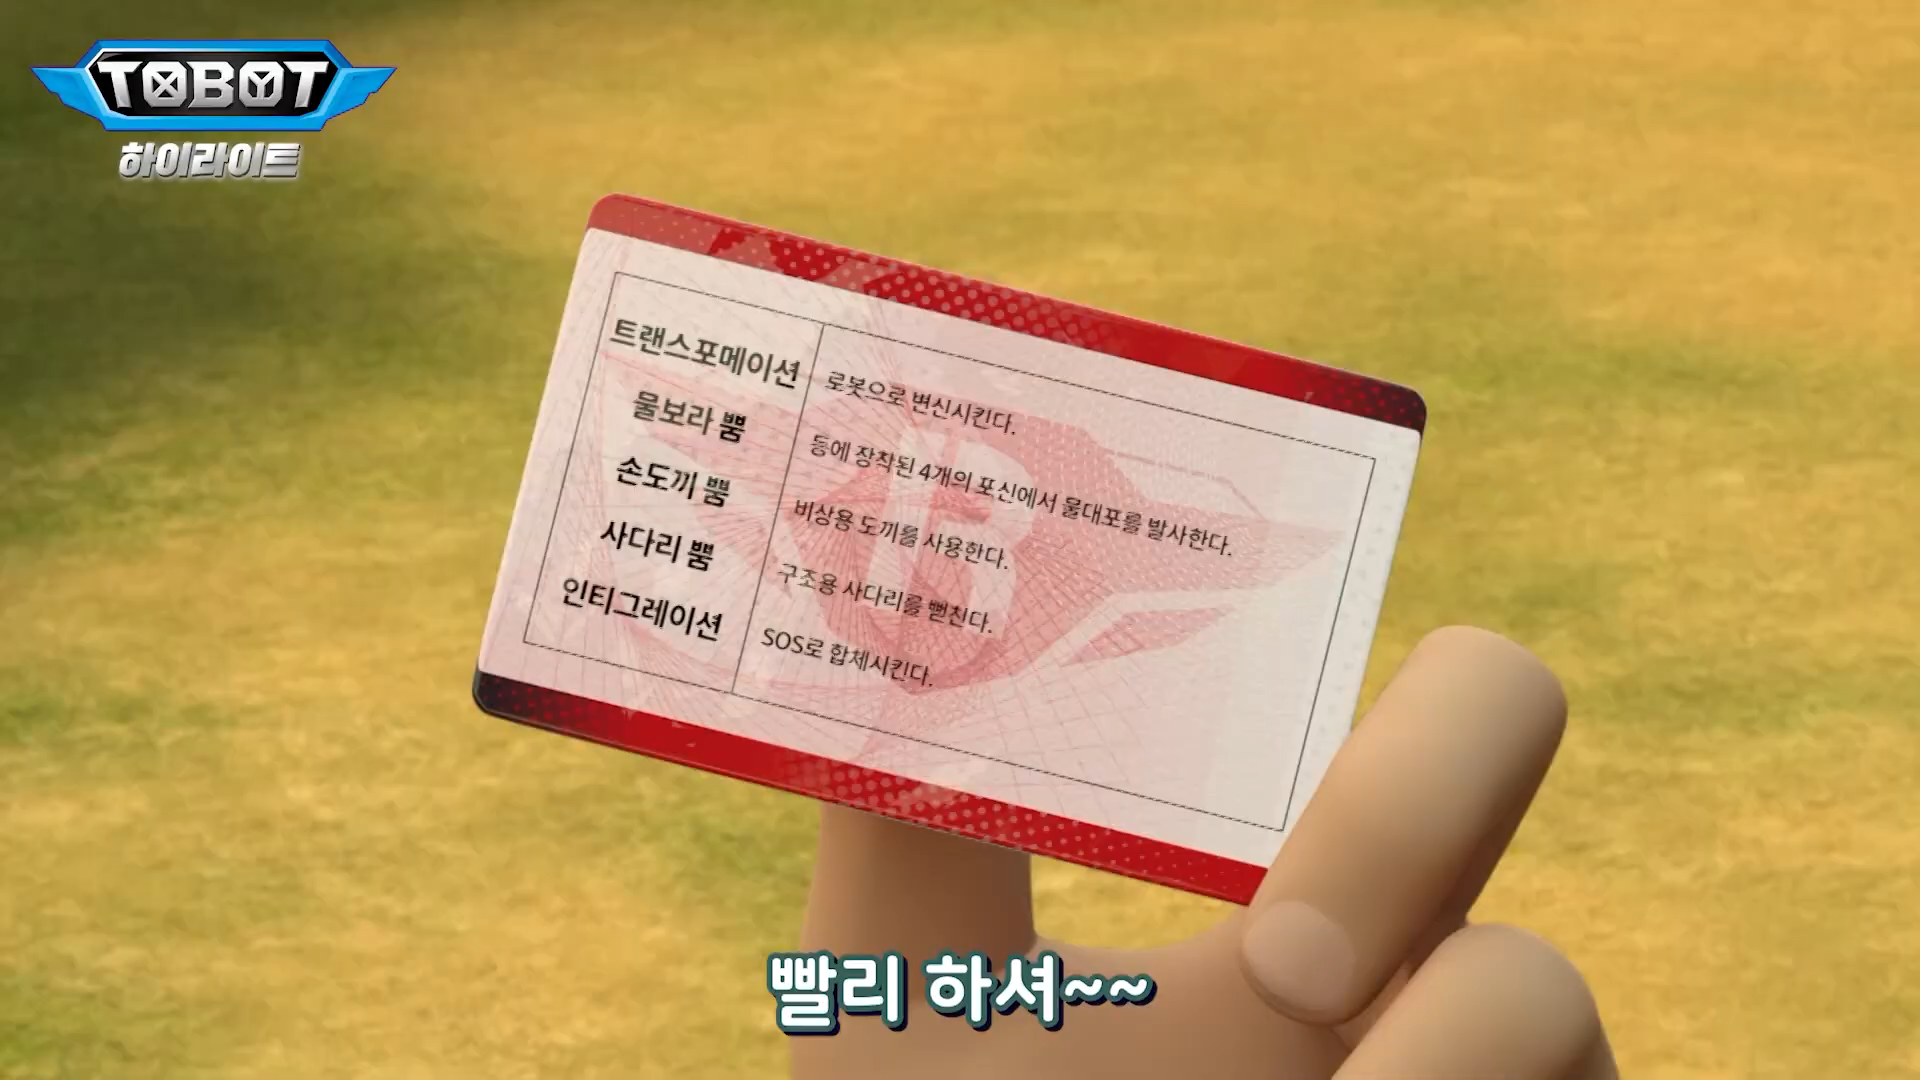 TOBOT
하이라이트
트랜스포메이션 로봇으로 변신시킨다.
물보라 뿜 등에 장착된 4개의 포신에서 물대포를 발사한다.
손도끼 뿜 비상용 도끼를 사용한다.
사다리 뿜 구조용 사다리를 뻗친다.
인티그레이션 SOS로 합체시킨다.
빨리 하셔~~